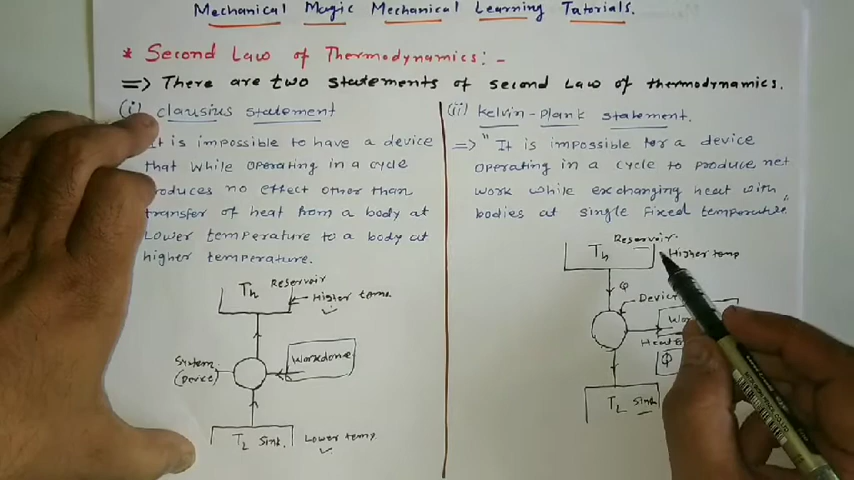 Mechanical Magic Mechanical Learning Tatorials.
* Second Law of Thermodynamics: -
=> There are two statements of second Law of thermodynamics.
(i) clausius statement
It is impossible to have a device
that while operating in a cycle
produces no effect other than
transfer of heat from a body at
Lower temperature to a body at
higher temperature.
Th Reservoir
Higher temp.
System
(Device)
Workdone
TL Sink.
Lower temp
(ii) Kelvin-Plank statement.
=> "It is impossible for a device
operating in a cycle to produce net
work while exchanging heat with
bodies at single fixed temperature."
Reservoir.
Th
Higher temp
Q
Device
Heat
Φ
TL Sink